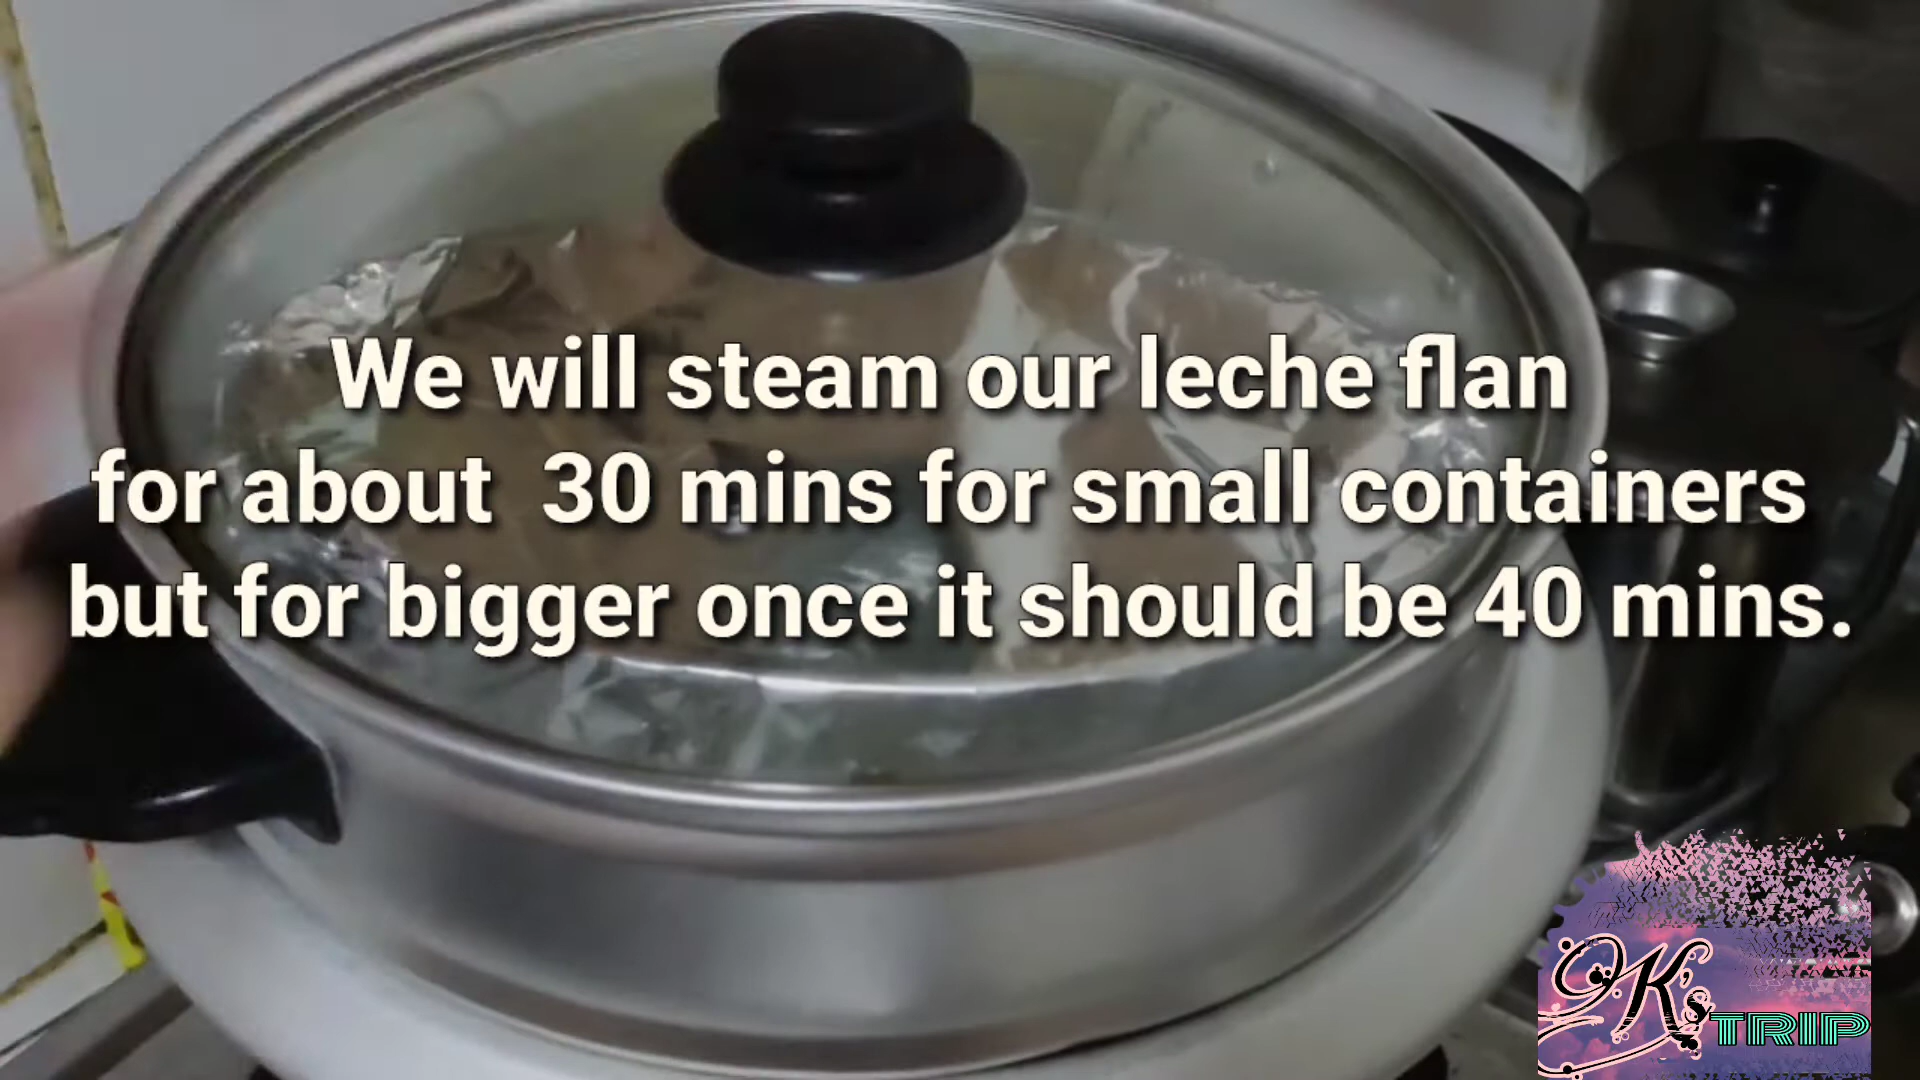 We will steam our leche flan
for about  30 mins for small containers
but for bigger once it should be 40 mins.
K's
TRIP